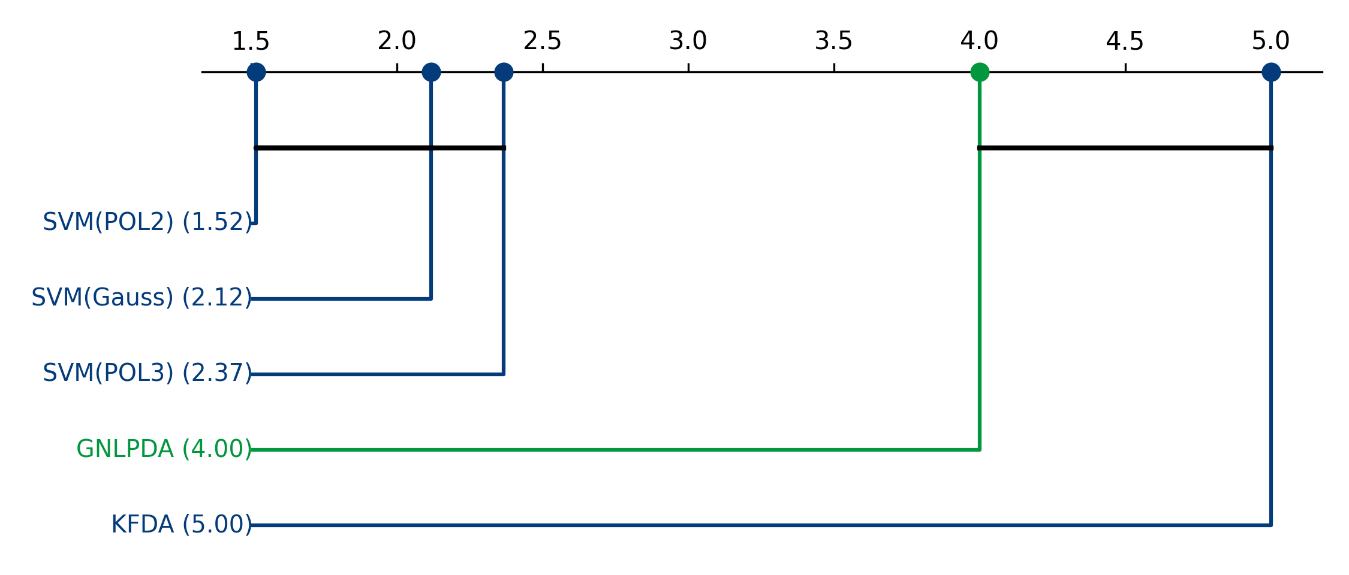 1.5 2.0 2.5 3.0 3.5 4.0 4.5 5.0
SVM(POL2) (1.52)
SVM(Gauss) (2.12)
SVM(POL3) (2.37)
GNLPDA (4.00)
KFDA (5.00)